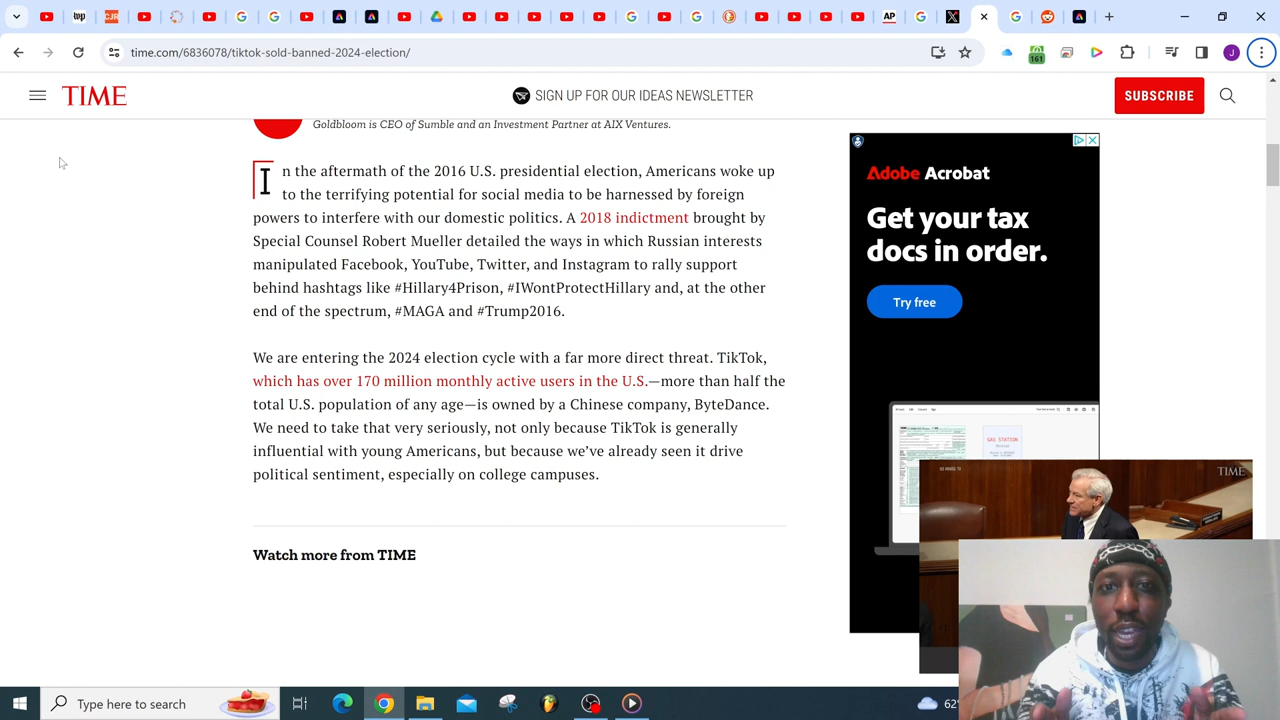 time.com/6836078/tiktok-sold-banned-2024-election/
161
J
TIME
SIGN UP FOR OUR IDEAS NEWSLETTER
SUBSCRIBE
Goldbloom is CEO of Sumble and an Investment Partner at AIX Ventures.
In the aftermath of the 2016 U.S. presidential election, Americans woke up
to the terrifying potential for social media to be harnessed by foreign
powers to interfere with our domestic politics. A 2018 indictment brought by
Special Counsel Robert Mueller detailed the ways in which Russian interests
manipulated Facebook, YouTube, Twitter, and Instagram to rally support
behind hashtags like #Hillary4Prison, #IWontProtectHillary and, at the other
end of the spectrum, #MAGA and #Trump2016.
We are entering the 2024 election cycle with a far more direct threat. TikTok,
which has over 170 million monthly active users in the U.S.—more than half the
total U.S. population of any age—is owned by a Chinese company, ByteDance.
We need to take that very seriously, not only because TikTok is generally
influential with young Americans, but because we've already seen it drive
political sentiment, especially on college campuses.
Watch more from TIME
Adobe Acrobat
Get your tax
docs in order.
Try free
GAS STATION
TIME
Type here to search
62°